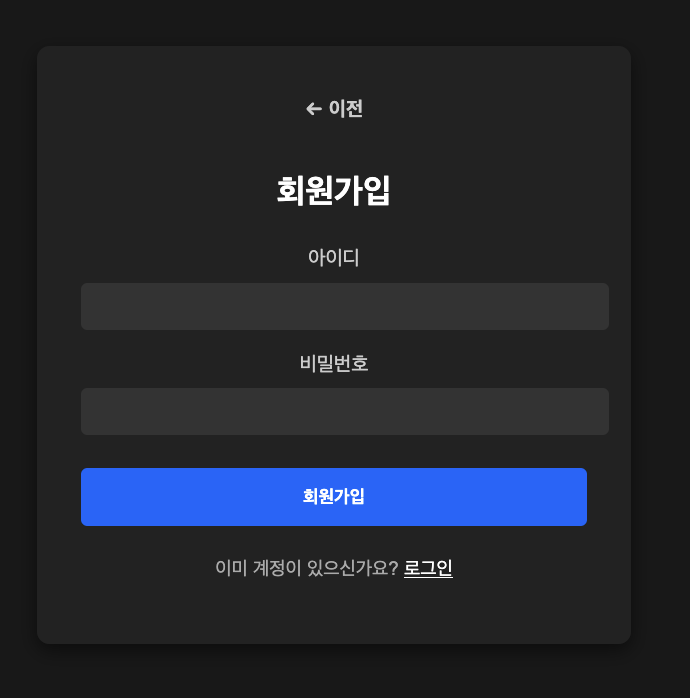 ← 이전
회원가입
아이디
비밀번호
회원가입
이미 계정이 있으신가요? 로그인